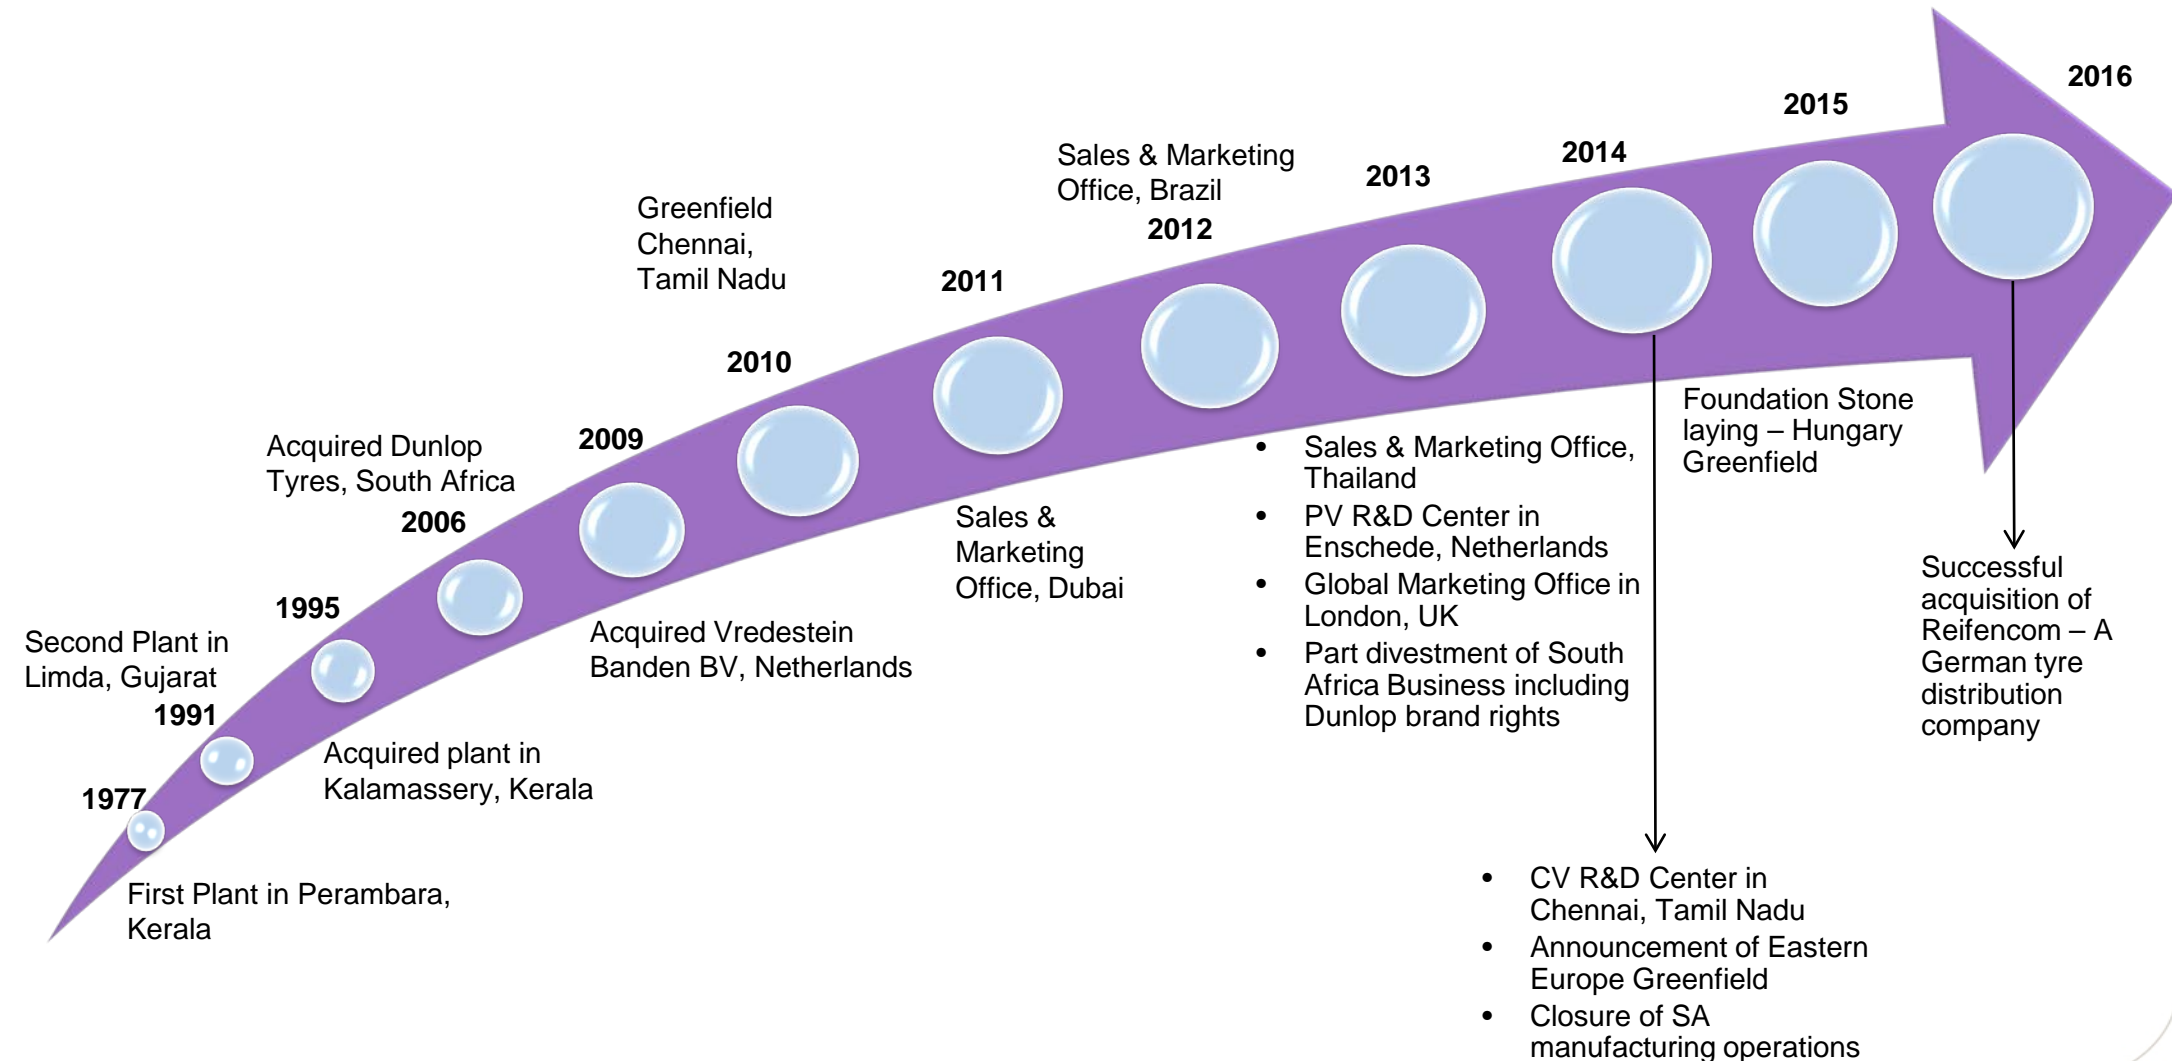 1977
First Plant in Perambara,
Kerala
Second Plant in
Limda, Gujarat
1991
1995
Acquired plant in
Kalamassery, Kerala
Acquired Dunlop
Tyres, South Africa
2006
2009
Acquired Vredestein
Banden BV, Netherlands
Greenfield
Chennai,
Tamil Nadu
2010
2011
Sales &
Marketing
Office, Dubai
Sales & Marketing
Office, Brazil
2012
2013
• Sales & Marketing Office,
Thailand
• PV R&D Center in
Enschede, Netherlands
• Global Marketing Office in
London, UK
• Part divestment of South
Africa Business including
Dunlop brand rights
2014
• CV R&D Center in
Chennai, Tamil Nadu
• Announcement of Eastern
Europe Greenfield
• Closure of SA
manufacturing operations
2015
Foundation Stone
laying – Hungary
Greenfield
2016
Successful
acquisition of
Reifencom – A
German tyre
distribution
company